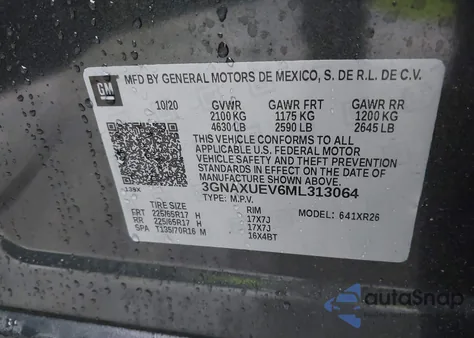 GM
MFD BY GENERAL MOTORS DE MEXICO, S. DE R.L. DE C.V.
10/20 GVWR GAWR FRT GAWR RR
2100 KG 1175 KG 1200 KG
4630 LB 2590 LB 2645 LB
THIS VEHICLE CONFORMS TO ALL
APPLICABLE U.S. FEDERAL MOTOR
VEHICLE SAFETY AND THEFT PREVENTION
STANDARDS IN EFFECT ON THE DATE OF
MANUFACTURE SHOWN ABOVE.
3GNAXUEV6ML313064
TYPE: M.P.V.
TIRE SIZE RIM MODEL: 641XR26
FRT 225/65R17 H 17X7J
RR 225/65R17 H 17X7J
SPA T135/70R16 M 16X4BT
autoSnap